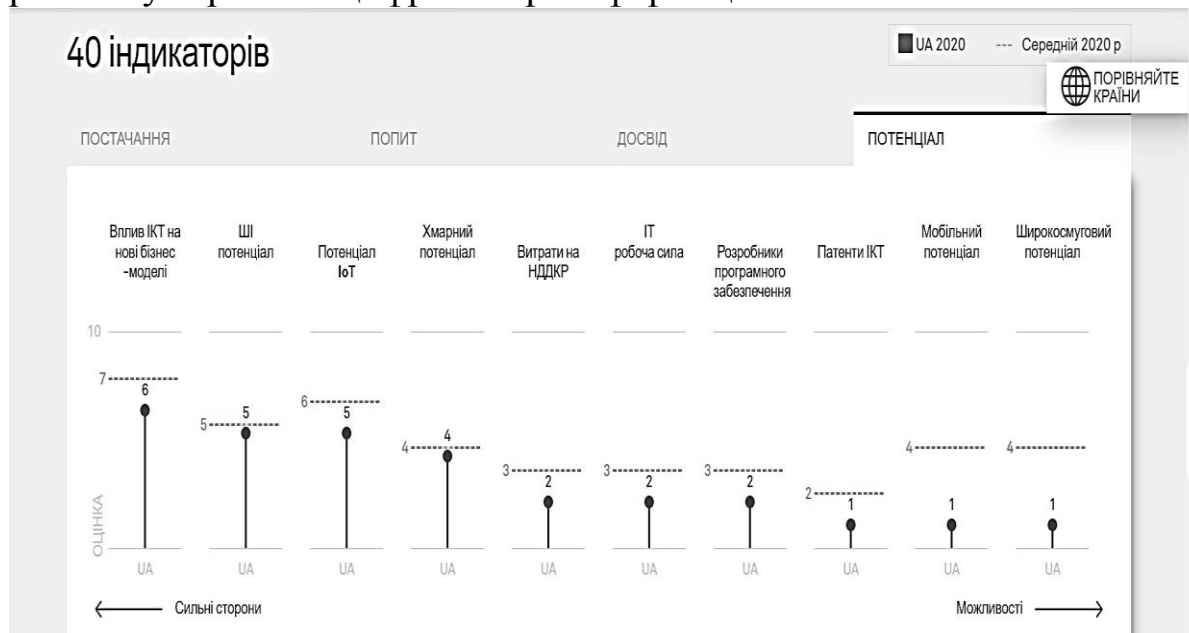 40 індикаторів
UA 2020
--- Середній 2020 р
ПОРІВНЯЙТЕ
КРАЇНИ
ПОСТАЧАННЯ
ПОПИТ
ДОСВІД
ПОТЕНЦІАЛ
Вплив ІКТ на
нові бізнес
-моделі
ШІ
потенціал
Потенціал
IoT
Хмарний
потенціал
Витрати на
НДДКР
ІТ
робоча сила
Розробники
програмного
забезпечення
Патенти ІКТ
Мобільний
потенціал
Широкосмуговий
потенціал
10
7
6
5
5
6
5
4
4
3
2
3
2
3
2
2
1
4
1
4
1
ОЦІНКА
0
UA
UA
UA
UA
UA
UA
UA
UA
UA
UA
Сильні сторони
Можливості